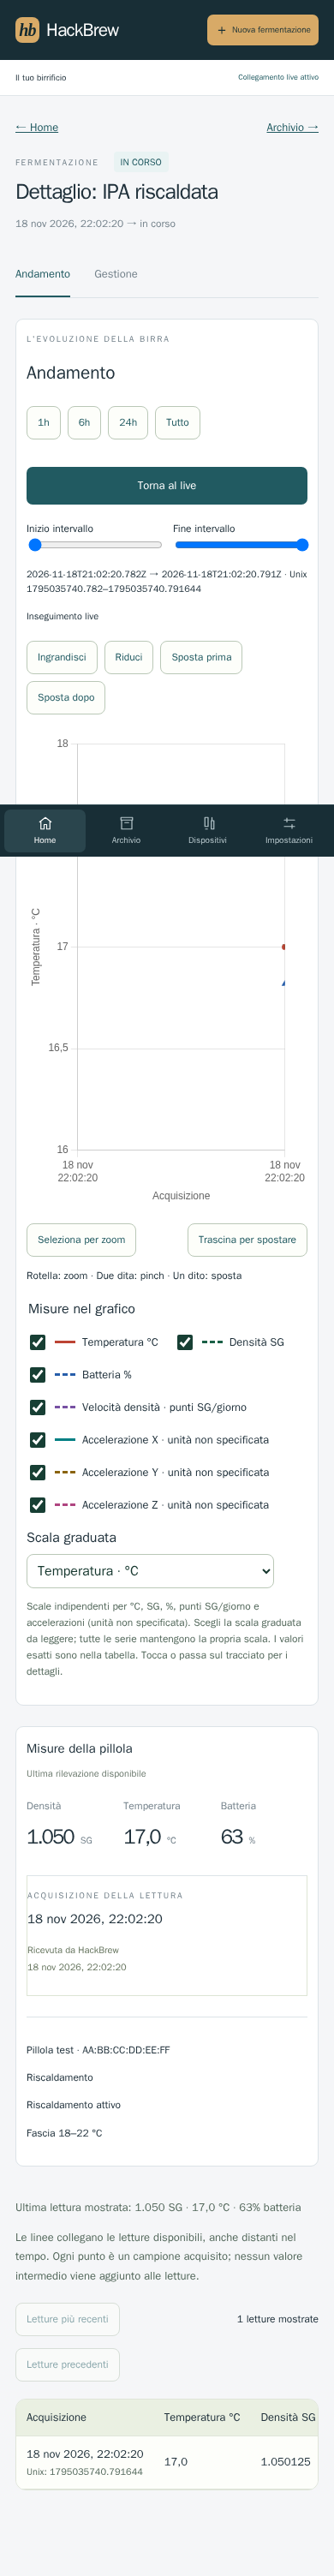 hb HackBrew
+ Nuova fermentazione
Il tuo birrificio
Collegamento live attivo
← Home
Archivio →
FERMENTAZIONE
IN CORSO
Dettaglio: IPA riscaldata
18 nov 2026, 22:02:20 → in corso
Andamento
Gestione
L'EVOLUZIONE DELLA BIRRA
Andamento
1h
6h
24h
Tutto
Torna al live
Inizio intervallo
Fine intervallo
2026-11-18T21:02:20.782Z → 2026-11-18T21:02:20.791Z · Unix
1795035740.782–1795035740.791644
Inseguimento live
Ingrandisci
Riduci
Sposta prima
Sposta dopo
18
Home
Archivio
Dispositivi
Impostazioni
Temperatura · °C
17
16,5
16
18 nov
22:02:20
18 nov
22:02:20
Acquisizione
Seleziona per zoom
Trascina per spostare
Rotella: zoom · Due dita: pinch · Un dito: sposta
Misure nel grafico
Temperatura °C
Densità SG
Batteria %
Velocità densità · punti SG/giorno
Accelerazione X · unità non specificata
Accelerazione Y · unità non specificata
Accelerazione Z · unità non specificata
Scala graduata
Temperatura · °C
Scale indipendenti per °C, SG, %, punti SG/giorno e
accelerazioni (unità non specificata). Scegli la scala graduata
da leggere; tutte le serie mantengono la propria scala. I valori
esatti sono nella tabella. Tocca o passa sul tracciato per i
dettagli.
Misure della pillola
Ultima rilevazione disponibile
Densità
Temperatura
Batteria
1.050 SG
17,0 °C
63 %
ACQUISIZIONE DELLA LETTURA
18 nov 2026, 22:02:20
Ricevuta da HackBrew
18 nov 2026, 22:02:20
Pillola test · AA:BB:CC:DD:EE:FF
Riscaldamento
Riscaldamento attivo
Fascia 18–22 °C
Ultima lettura mostrata: 1.050 SG · 17,0 °C · 63% batteria
Le linee collegano le letture disponibili, anche distanti nel
tempo. Ogni punto è un campione acquisito; nessun valore
intermedio viene aggiunto alle letture.
Letture più recenti
1 letture mostrate
Letture precedenti
Acquisizione
Temperatura °C
Densità SG
18 nov 2026, 22:02:20
Unix: 1795035740.791644
17,0
1.050125